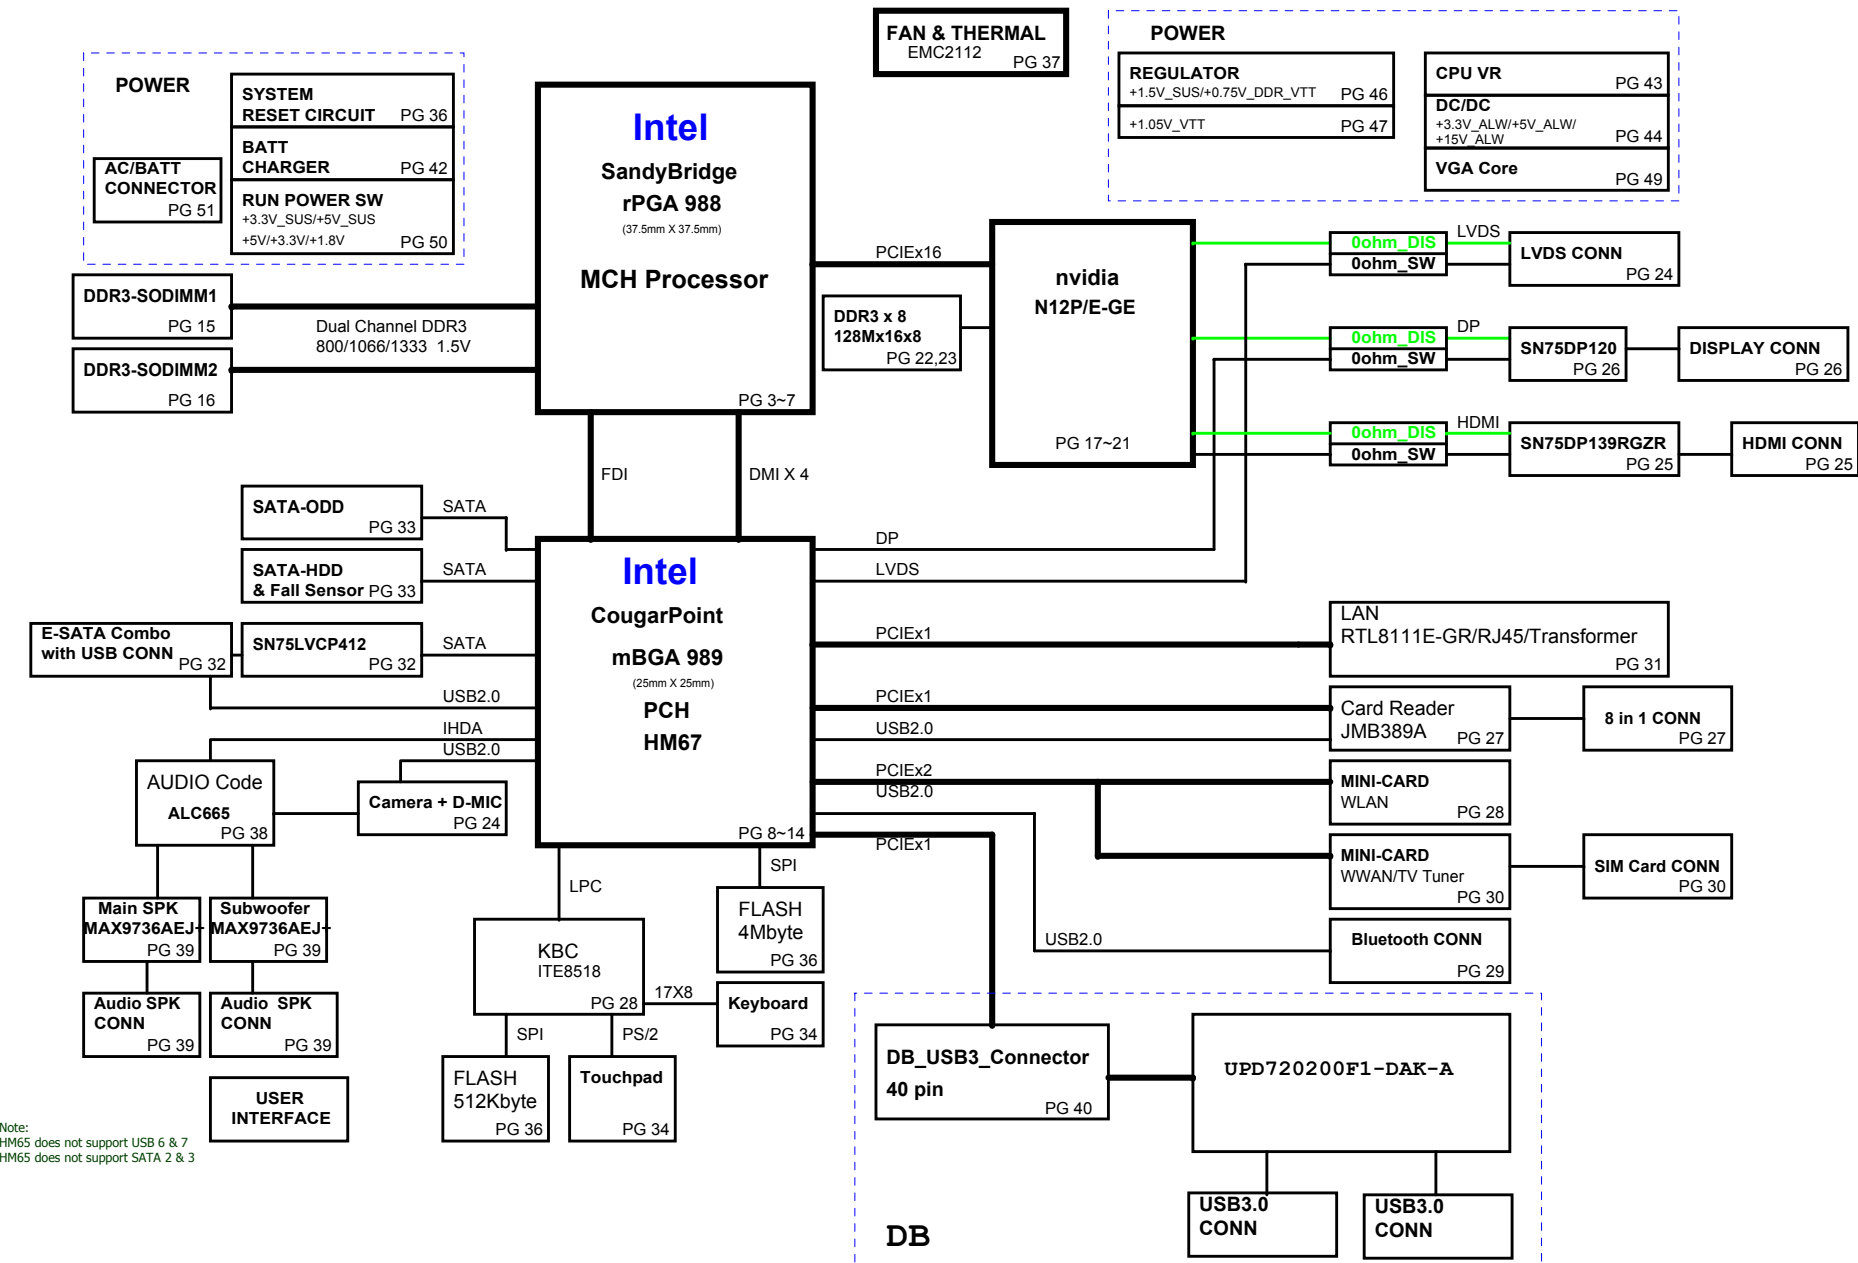 FAN & THERMAL
EMC2112
PG 37
POWER
SYSTEM
RESET CIRCUIT PG 36
BATT
CHARGER PG 42
AC/BATT
CONNECTOR
PG 51
RUN POWER SW
+3.3V_SUS/+5V_SUS
+5V/+3.3V/+1.8V PG 50
POWER
REGULATOR
+1.5V_SUS/+0.75V_DDR_VTT PG 46
+1.05V_VTT PG 47
CPU VR
PG 43
DC/DC
+3.3V_ALW/+5V_ALW/
+15V_ALW PG 44
VGA Core
PG 49
Intel
SandyBridge
rPGA 988
(37.5mm X 37.5mm)
MCH Processor
PG 3~7
DDR3-SODIMM1
PG 15
Dual Channel DDR3
800/1066/1333 1.5V
DDR3-SODIMM2
PG 16
PCIEx16
DDR3 x 8
128Mx16x8
PG 22,23
nvidia
N12P/E-GE
PG 17~21
0ohm_DIS
0ohm_SW
LVDS
LVDS CONN
PG 24
0ohm_DIS
0ohm_SW
DP
SN75DP120
PG 26
DISPLAY CONN
PG 26
0ohm_DIS
0ohm_SW
HDMI
SN75DP139RGZR
PG 25
HDMI CONN
PG 25
FDI
DMI X 4
SATA-ODD
PG 33
SATA
SATA-HDD
& Fall Sensor PG 33
SATA
E-SATA Combo
with USB CONN
PG 32
SN75LVCP412
PG 32
SATA
USB2.0
IHDA
USB2.0
Intel
CougarPoint
mBGA 989
(25mm X 25mm)
PCH
HM67
PG 8~14
DP
LVDS
PCIEx1
LAN
RTL8111E-GR/RJ45/Transformer
PG 31
PCIEx1
USB2.0
Card Reader
JMB389A
PG 27
8 in 1 CONN
PG 27
PCIEx2
USB2.0
MINI-CARD
WLAN
PG 28
PCIEx1
MINI-CARD
WWAN/TV Tuner
PG 30
SIM Card CONN
PG 30
USB2.0
Bluetooth CONN
PG 29
AUDIO Code
ALC665
PG 38
Camera + D-MIC
PG 24
Main SPK
MAX9736AEJ+
PG 39
Subwoofer
MAX9736AEJ+
PG 39
Audio SPK
CONN
PG 39
Audio SPK
CONN
PG 39
LPC
SPI
KBC
ITE8518
PG 28
FLASH
4Mbyte
PG 36
17X8
Keyboard
PG 34
SPI
PS/2
FLASH
512Kbyte
PG 36
Touchpad
PG 34
USER
INTERFACE
Note:
HM65 does not support USB 6 & 7
HM65 does not support SATA 2 & 3
DB_USB3_Connector
40 pin
PG 40
UPD720200F1-DAK-A
USB3.0
CONN
USB3.0
CONN
DB